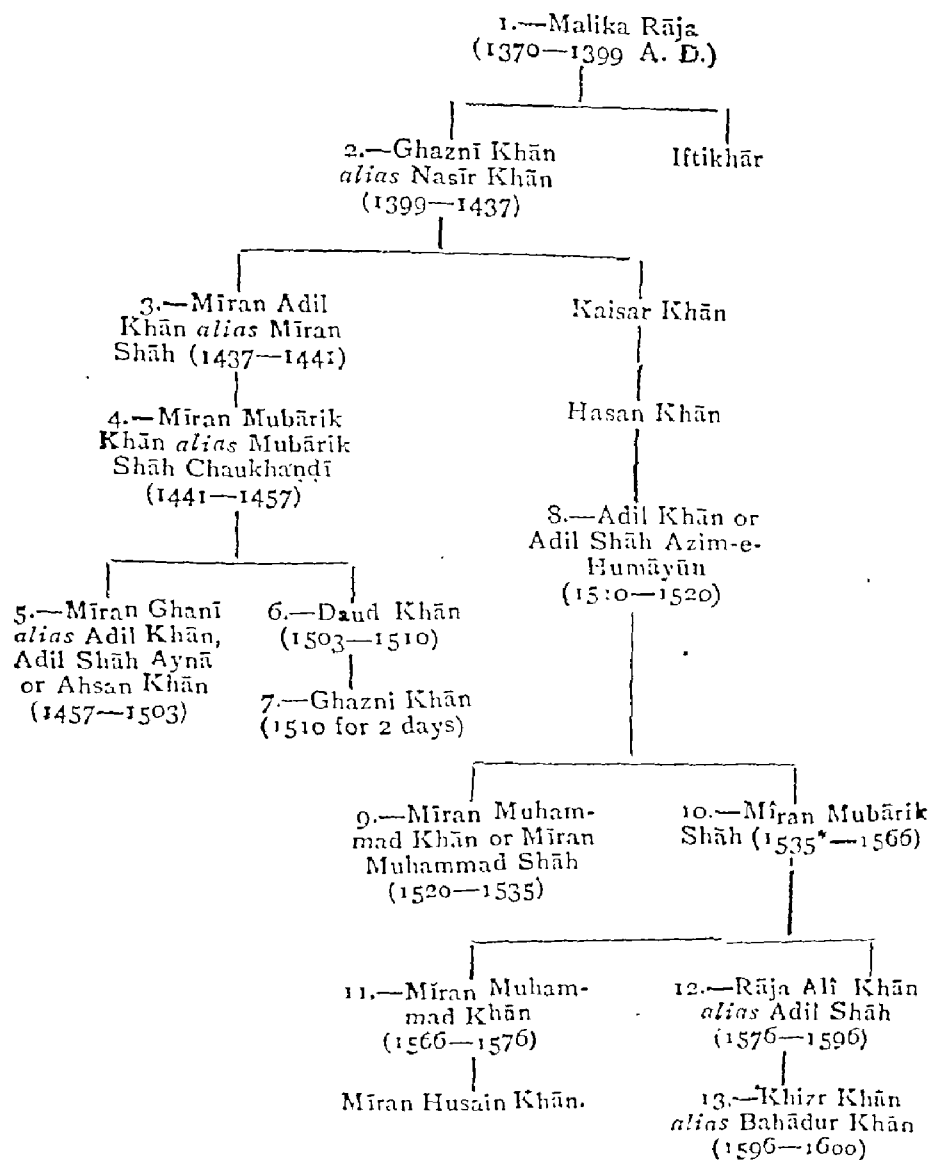 1.—Malika Rāja
(1370—1399 A. D.)
2.—Ghaznī Khān
alias Nasīr Khān
(1399—1437)
Iftikhār
3.—Mīran Adil
Khān alias Mīran
Shāh (1437—1441)
Kaisar Khān
4.—Mīran Mubārik
Khān alias Mubārik
Shāh Chaukhaṇḍī
(1441—1457)
Hasan Khān
8.—Adil Khān or
Adil Shāh Azim-e-
Humāyūn
(1510—1520)
5.—Mīran Ghanī
alias Adil Khān,
Adil Shāh Aynā
or Ahsan Khān
(1457—1503)
6.—Daud Khān
(1503—1510)
7.—Ghazni Khān
(1510 for 2 days)
9.—Mīran Muham-
mad Khān or Mīran
Muhammad Shāh
(1520—1535)
10.—Mīran Mubārik
Shāh (1535*—1566)
11.—Mīran Muham-
mad Khān
(1566—1576)
12.—Rāja Alī Khān
alias Adil Shāh
(1576—1596)
Mīran Husain Khān.
13.—Khizr Khān
alias Bahādur Khān
(1596—1600)